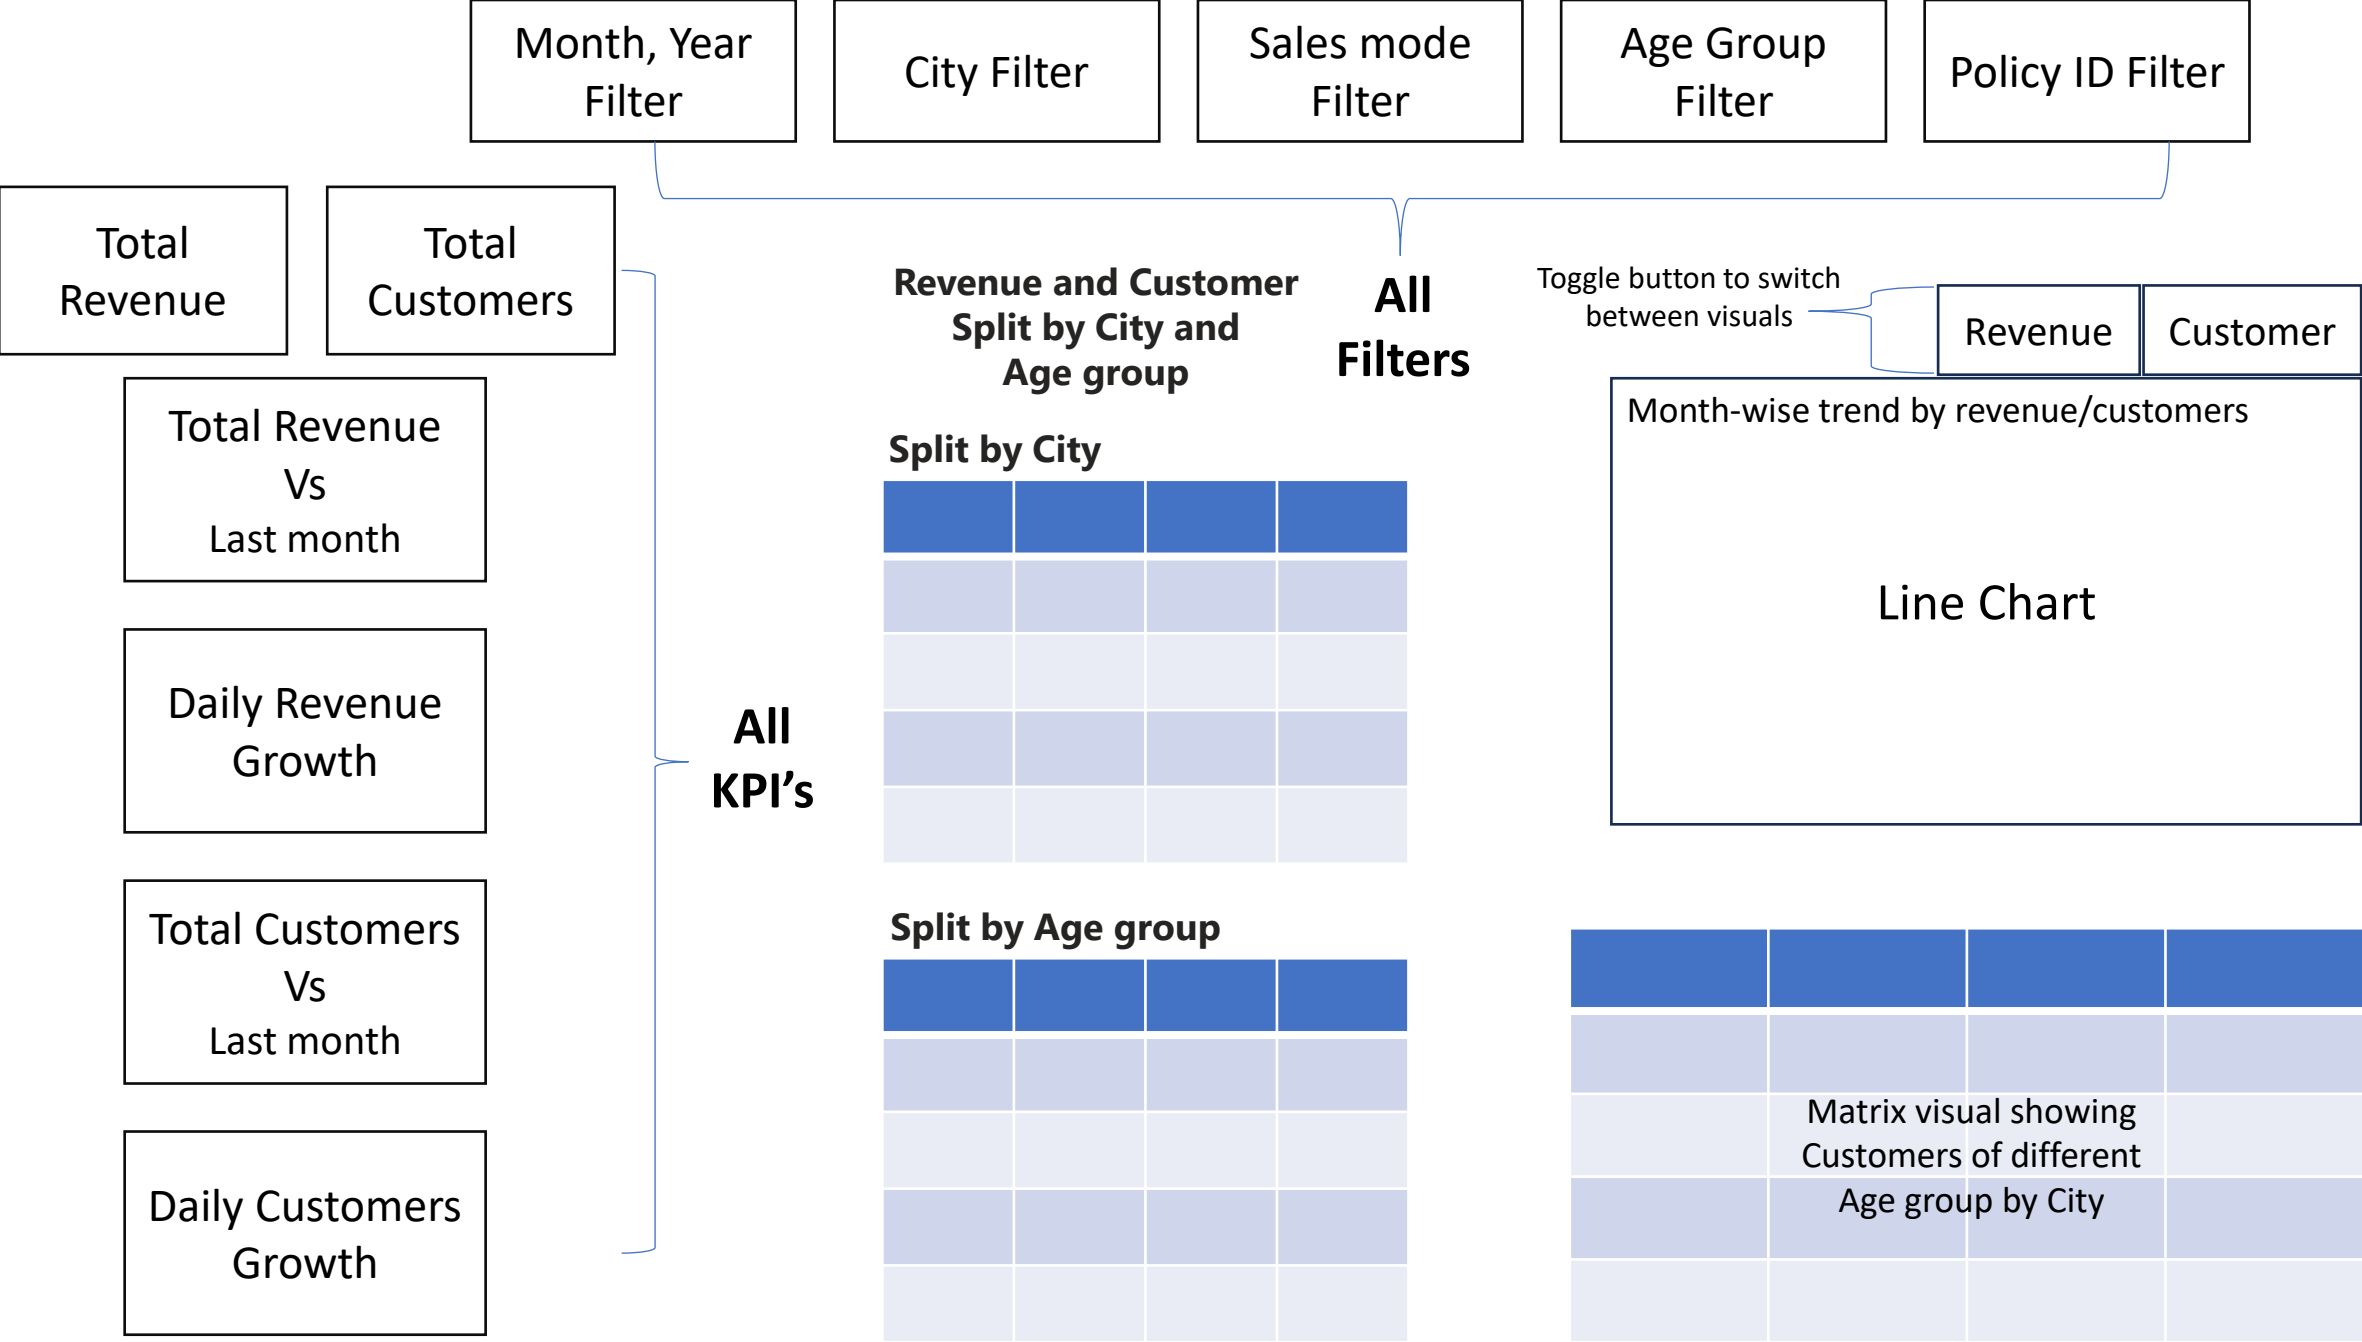 Month, Year
Filter
City Filter
Sales mode
Filter
Age Group
Filter
Policy ID Filter
Total
Revenue
Total
Customers
Total Revenue
Vs
Last month
Daily Revenue
Growth
Total Customers
Vs
Last month
Daily Customers
Growth
All
KPI’s
Revenue and Customer
Split by City and
Age group
All
Filters
Toggle button to switch
between visuals
Revenue
Customer
Split by City
Month-wise trend by revenue/customers
Line Chart
Split by Age group
Matrix visual showing
Customers of different
Age group by City